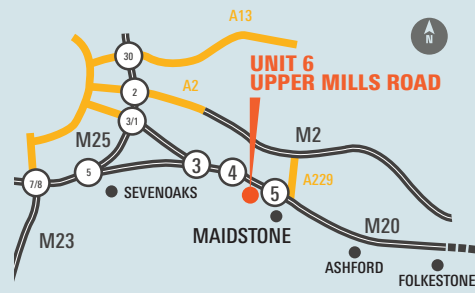 A13
N
30
UNIT 6
UPPER MILLS ROAD
2
A2
3/1
M25
M2
3
4
5
7/8
5
A229
SEVENOAKS
M23
MAIDSTONE
M20
ASHFORD
FOLKESTONE